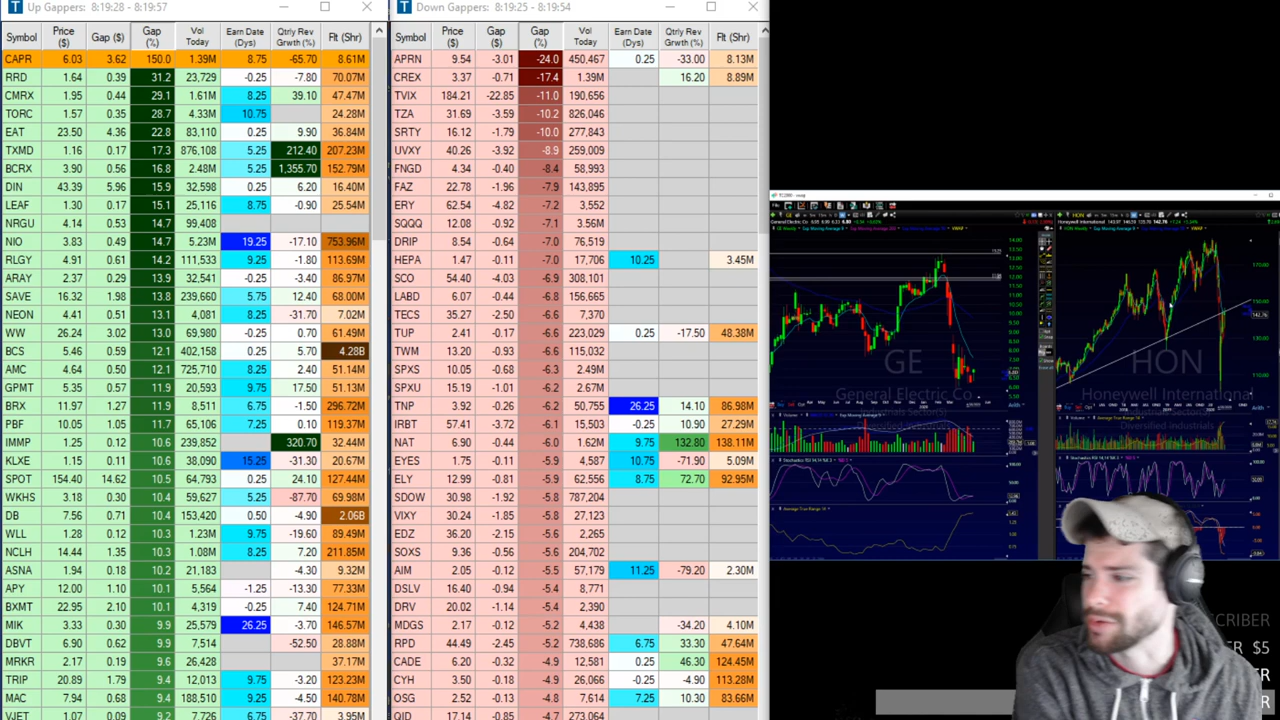 Up Gappers: 8:19:28 - 8:19:57
Symbol Price ($) Gap ($) Gap (%) Vol Today Earn Date (Dys) Qtrly Rev Grwth (%) Flt (Shr)
CAPR 6.03 3.62 150.0 1.39M 8.75 -65.70 8.61M
RRD 1.64 0.39 31.2 23,729 -0.25 -7.80 70.07M
CMRX 1.95 0.44 29.1 1.61M 8.25 39.10 47.47M
TORC 1.57 0.35 28.7 4.33M 10.75 24.28M
EAT 23.50 4.36 22.8 83,110 0.25 9.90 36.84M
TXMD 1.16 0.17 17.3 876,108 5.25 212.40 207.23M
BCRX 3.90 0.56 16.8 2.48M 5.25 1,355.70 152.79M
DIN 43.39 5.96 15.9 32,598 0.25 6.20 16.40M
LEAF 1.30 0.17 15.1 25,116 8.75 -0.90 25.54M
NRGU 14.7 49,408
NIO 3.83 0.49 14.7 5.23M 19.25 -17.10 753.96M
RLGY 4.91 0.61 14.2 111,533 9.25 -1.80 113.69M
ARAY 2.37 0.29 13.9 32,541 -0.25 -3.40 86.97M
SAVE 16.32 1.98 13.8 239,660 5.75 12.40 68.00M
NEON 4.41 0.51 13.1 4,081 8.25 -31.70 7.02M
WW 26.24 3.02 13.0 69,980 -0.25 0.70 61.49M
BCS 5.46 0.59 12.1 402,158 0.25 5.70 4.28B
AMC 4.64 0.50 12.1 725,710 8.25 2.40 51.14M
GPMT 5.35 0.57 11.9 20,593 9.75 17.50 51.13M
BRX 11.97 1.27 11.9 8,511 6.75 -1.50 296.72M
PBF 10.05 1.06 11.7 65,106 7.25 0.10 119.37M
IMMP 1.25 0.12 10.6 239,852 320.70 32.44M
KLXE 10.6 38,090 15.25 -31.30 20.67M
SPOT 154.40 14.62 10.5 64,793 0.25 24.10 127.44M
WKHS 3.18 0.30 10.4 59,627 5.25 -87.70 69.98M
DB 7.56 0.71 10.4 153,420 0.50 -4.90 2.06B
WLL 1.28 0.12 10.3 1.23M 9.75 -19.60 89.49M
NCLH 14.44 1.35 10.3 1.08M 8.25 7.20 211.85M
ASNA 1.94 0.18 10.2 21,183 -4.30 9.32M
APY 12.00 1.10 10.1 5,564 -1.25 -13.30 77.33M
BXMT 22.95 2.10 10.1 4,319 -0.25 7.40 124.71M
MIK 3.33 0.30 9.9 25,579 26.25 -3.70 146.57M
DBVT 6.90 0.62 9.9 7,514 -52.50 28.88M
MRKR 2.17 0.19 9.6 26,428 37.17M
TRIP 20.89 1.79 9.4 12,013 9.75 -3.20 123.23M
MAC 7.94 0.68 9.4 188,510 9.25 -4.50 140.78M
VJET 1.07 0.09 9.2 7,726 6.75 -37.70 3.95M
Down Gappers: 8:19:25 - 8:19:54
Symbol Price ($) Gap ($) Gap (%) Vol Today Earn Date (Dys) Qtrly Rev Grwth (%) Flt (Shr)
APRN 9.54 -3.01 -24.0 450,467 0.25 -33.00 8.13M
CREX 3.37 -0.71 -17.4 1.39M 16.20 8.89M
TVIX 184.21 -22.85 -11.0 190,656
TZA 31.69 -3.59 -10.2 826,046
SRTY 16.12 -1.79 -10.0 277,843
UVXY 40.26 -3.92 -8.9 259,009
FNGD 4.34 -0.40 -8.4 58,993
FAZ 22.78 -1.96 -7.9 143,895
ERY 62.54 -4.82 -7.2 3,552
SQQQ 12.08 -0.92 -7.1 3.56M
DRIP 8.54 -0.64 -7.0 76,519
HEPA 1.47 -0.11 -7.0 17,706 10.25 3.45M
SCO 54.40 -4.06 -6.9 308,101
LABD 6.07 -0.44 -6.8 156,665
TECS 15.28 -6.6 7,370
TUP 2.41 -0.17 -6.6 223,029 0.25 -17.50 48.38M
TWM 13.20 -0.93 -6.6 115,032
SPXS 10.05 -0.68 -6.3 2.49M
SPXU 15.19 -1.01 -6.2 2.67M
TNP -6.2 50,755 26.25 14.10 86.98M
PRSP 57.41 -3.72 -6.1 15,503 -0.25 10.90 27.29M
NAT 6.90 -0.44 -6.0 1.62M 9.75 132.80 138.11M
EYES 1.75 -0.11 -5.9 10.75 -71.90 5.09M
ELY 12.99 -0.81 -5.9 62,556 8.75 72.70 92.95M
SDOW 30.98 -1.92 -5.8 787,204
VIXY 30.24 -1.85 -5.8 27,123
EDZ 36.20 -2.15 -5.6 2,265
SOXS 9.36 -0.56 -5.6 204,702
AIM 2.05 -0.12 -5.5 57,179 11.25 -79.20 2.30M
DSLV 16.40 -0.94 -5.4 8,771
DRV 20.02 -1.14 -5.4 2,390
MDGS 2.17 -0.12 -5.2 4,438 -34.20 4.10M
RPD 44.49 -2.45 -5.2 738,686 6.75 33.30 47.64M
CADE 6.20 -0.32 -4.9 12,581 0.25 46.30 124.45M
CYH 3.50 -0.18 -4.9 26,066 -0.25 -4.90 113.28M
OSG 2.52 -0.13 -4.8 7,614 7.25 10.30 83.66M
QID 17.14 -0.85 -4.7 273,064
GE
General Electric Co
HON
Honeywell International
Diversified industrials
SCRIBER
ER $5
ER
R